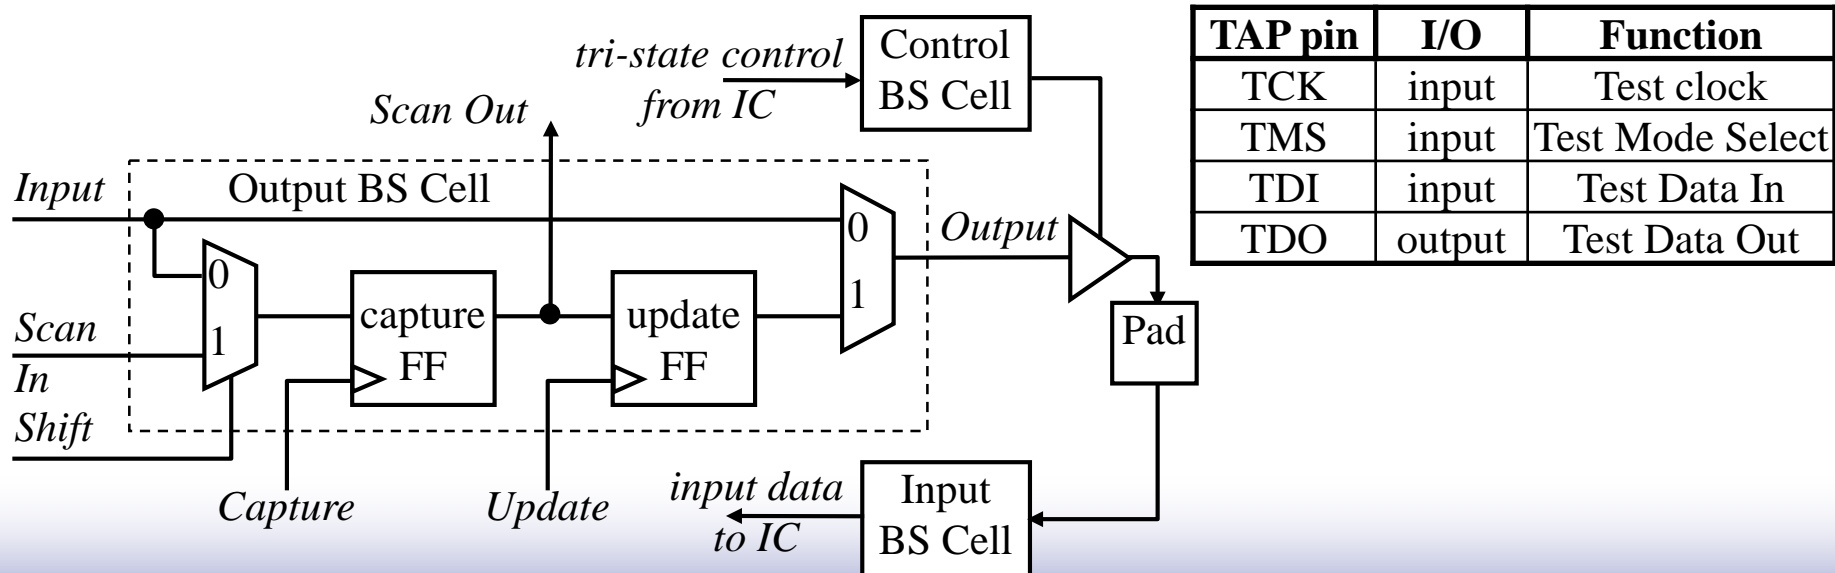 tri-state control
from IC
Control
BS Cell
Scan Out
Input
Output BS Cell
0
1
Scan
In
Shift
capture
FF
update
FF
0
1
Output
Pad
Capture
Update
input data
to IC
Input
BS Cell
TAP pin I/O Function
TCK input Test clock
TMS input Test Mode Select
TDI input Test Data In
TDO output Test Data Out